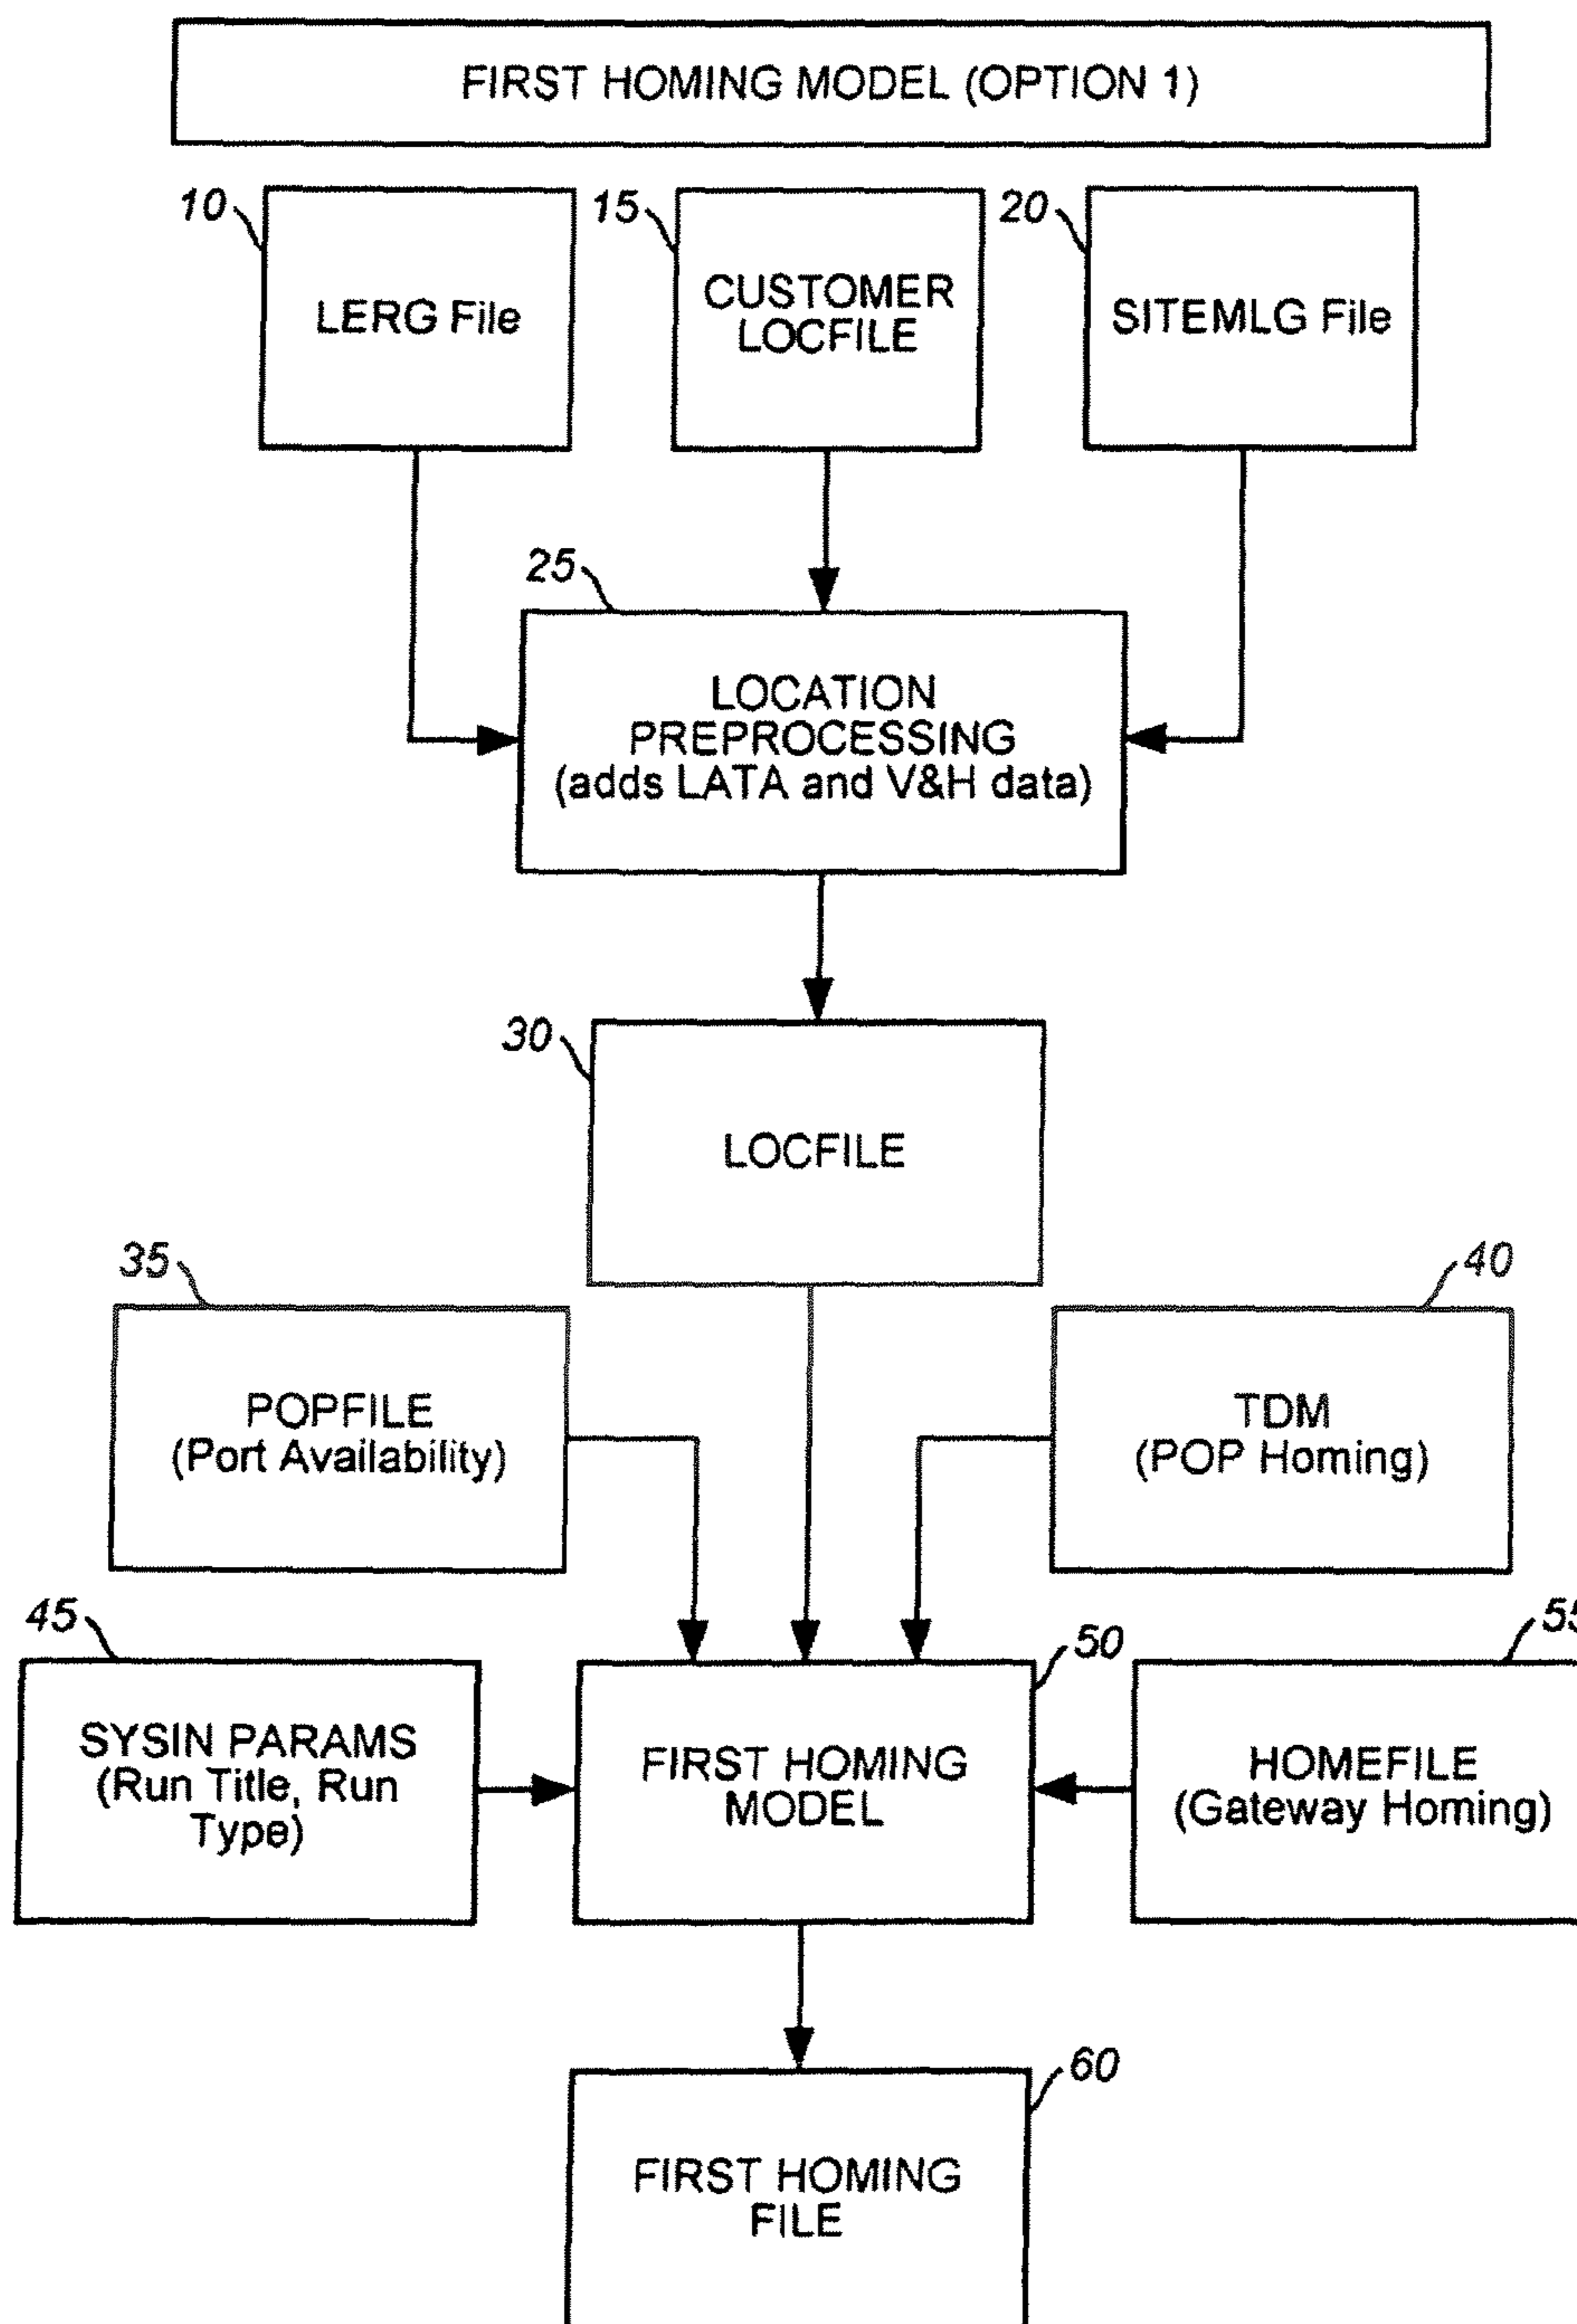 FIRST HOMING MODEL (OPTION 1)
10
15
20
LERG File
CUSTOMER
LOCFILE
SITEMLG File
25
LOCATION
PREPROCESSING
(adds LATA and V&H data)
30
LOCFILE
35
40
POPFILE
(Port Availability)
TDM
(POP Homing)
45
50
55
SYSIN PARAMS
(Run Title, Run
Type)
FIRST HOMING
MODEL
HOMEFILE
(Gateway Homing)
60
FIRST HOMING
FILE